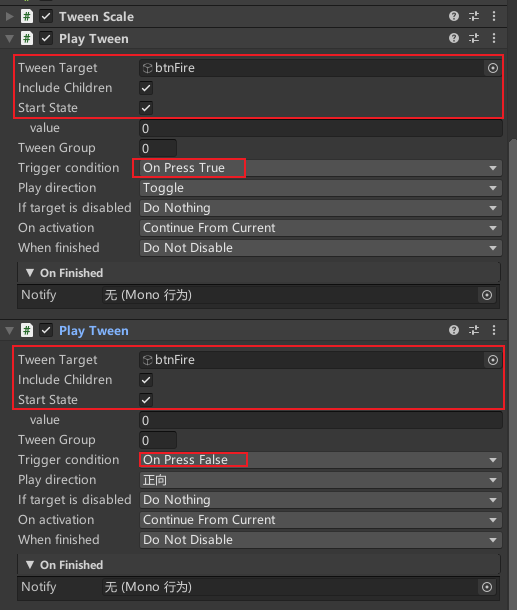 Tween Scale
Play Tween
Tween Target btnFire
Include Children
Start State
value 0
Tween Group 0
Trigger condition On Press True
Play direction Toggle
If target is disabled Do Nothing
On activation Continue From Current
When finished Do Not Disable
▼ On Finished
Notify 无 (Mono 行为)
Play Tween
Tween Target btnFire
Include Children
Start State
value 0
Tween Group 0
Trigger condition On Press False
Play direction 正向
If target is disabled Do Nothing
On activation Continue From Current
When finished Do Not Disable
▼ On Finished
Notify 无 (Mono 行为)